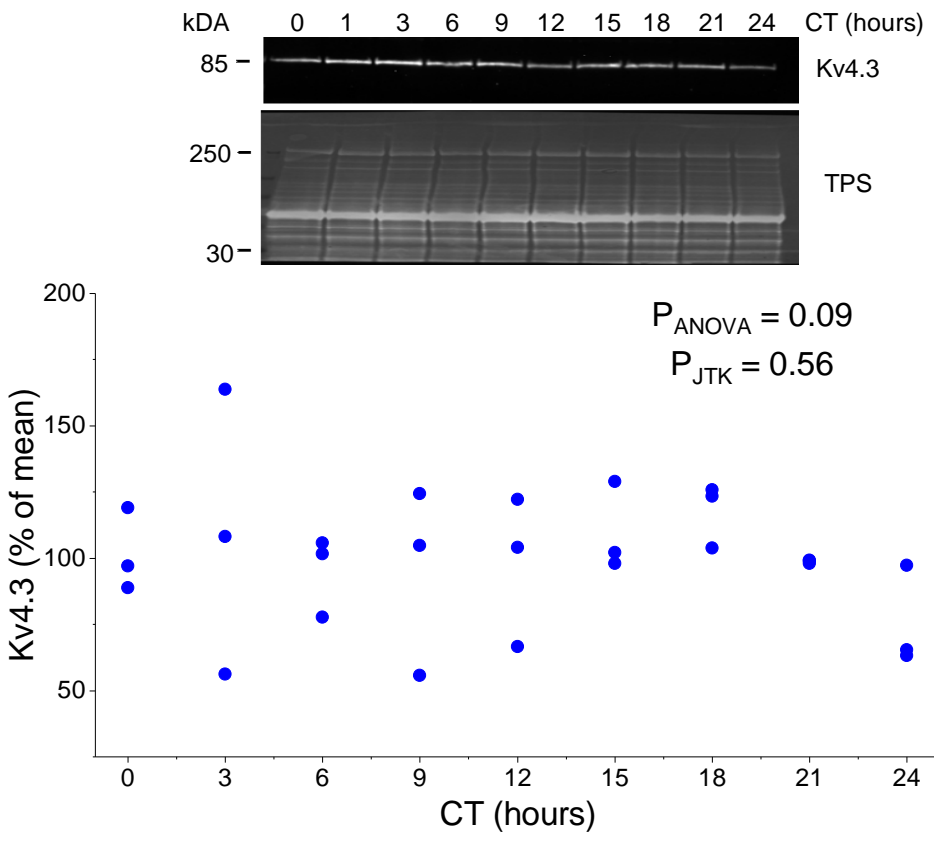 kDA 0 1 3 6 9 12 15 18 21 24 CT (hours)
85 Kv4.3
250
TPS
30
200
P_ANOVA = 0.09
P_JTK = 0.56
150
100
50
Kv4.3 (% of mean)
0 3 6 9 12 15 18 21 24
CT (hours)